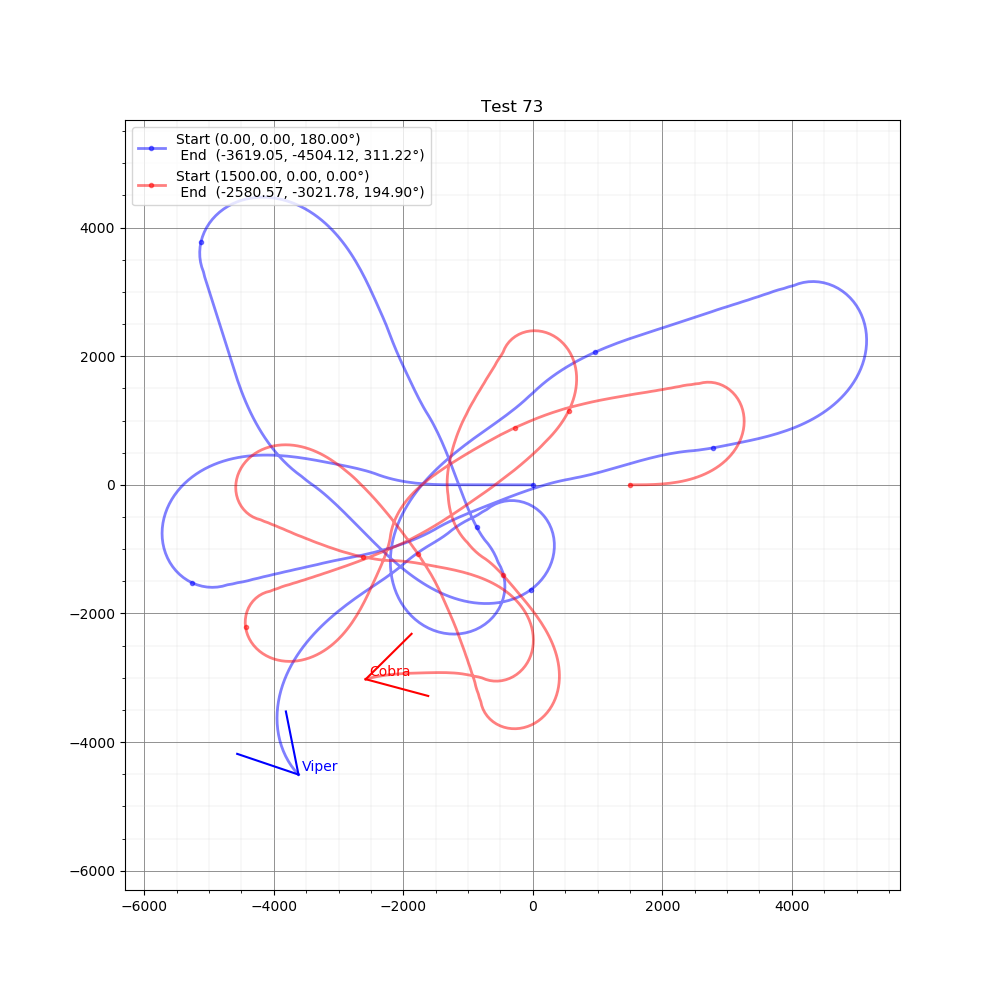 Test 73
Start (0.00, 0.00, 180.00°)
End (-3619.05, -4504.12, 311.22°)
Start (1500.00, 0.00, 0.00°)
End (-2580.57, -3021.78, 194.90°)
4000
2000
0
−2000
−4000
−6000
Cobra
Viper
−6000 −4000 −2000 0 2000 4000